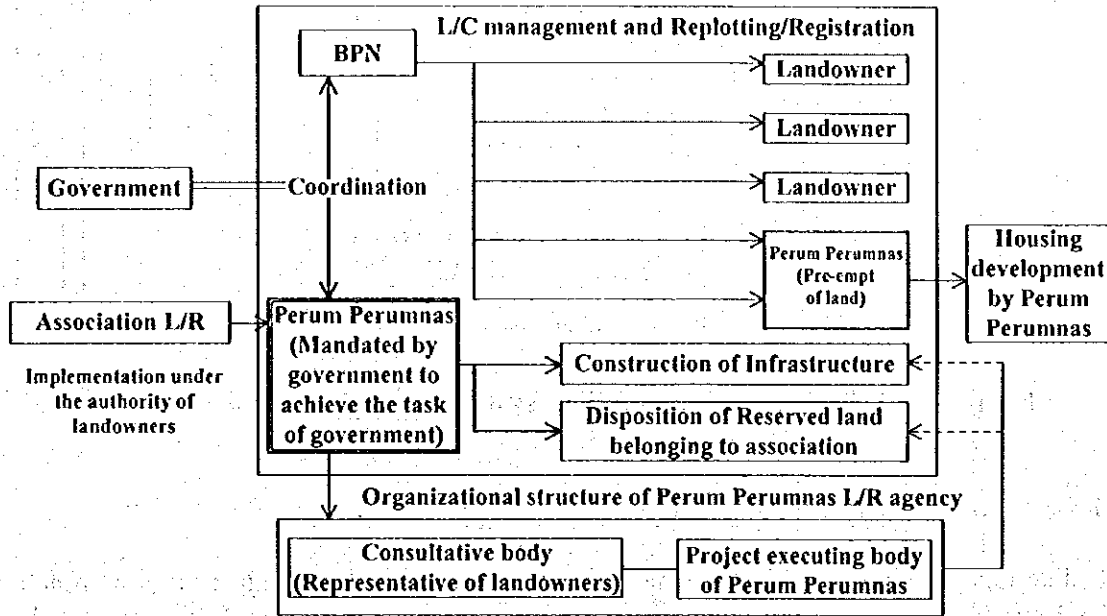 L/C management and Replotting/Registration
BPN
Landowner
Landowner
Landowner
Government
Coordination
Perum Perumnas
(Pre-empt
of land)
Housing
development
by Perum
Perumnas
Association L/R
Implementation under
the authority of
landowners
Perum Perumnas
(Mandated by
government to
achieve the task
of government)
Construction of Infrastructure
Disposition of Reserved land
belonging to association
Organizational structure of Perum Perumnas L/R agency
Consultative body
(Representative of landowners)
Project executing body
of Perum Perumnas